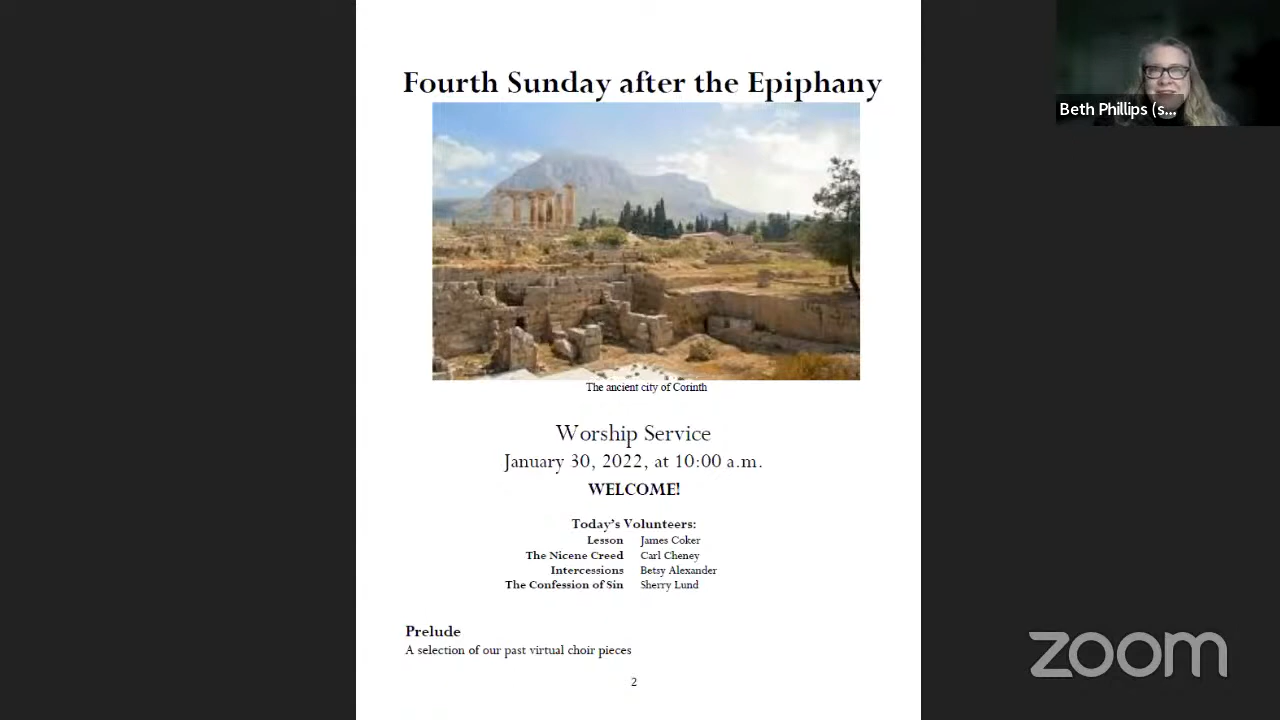 Fourth Sunday after the Epiphany
Beth Phillips (s...
The ancient city of Corinth
Worship Service
January 30, 2022, at 10:00 a.m.
WELCOME!
Today's Volunteers:
Lesson James Coker
The Nicene Creed Carl Cheney
Intercessions Betsy Alexander
The Confession of Sin Sherry Lund
Prelude
A selection of our past virtual choir pieces
2
zoom